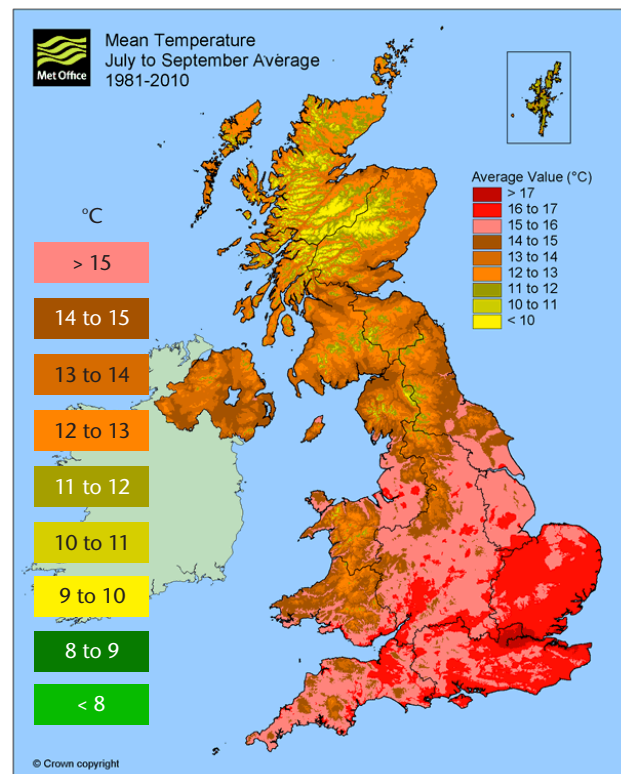 Met Office
Mean Temperature
July to September Average
1981-2010
Average Value (°C)
> 17
16 to 17
15 to 16
14 to 15
13 to 14
12 to 13
11 to 12
10 to 11
< 10
°C
> 15
14 to 15
13 to 14
12 to 13
11 to 12
10 to 11
9 to 10
8 to 9
< 8
© Crown copyright